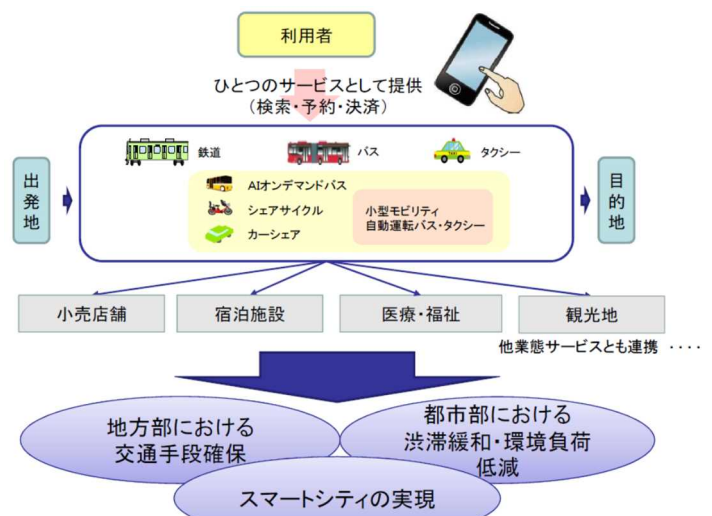 利用者
ひとつのサービスとして提供
（検索・予約・決済）
鉄道
バス
タクシー
出発地
AIオンデマンドバス
シェアサイクル
カーシェア
小型モビリティ
自動運転バス・タクシー
目的地
小売店舗
宿泊施設
医療・福祉
観光地
他業態サービスとも連携 ‥‥
地方部における
交通手段確保
都市部における
渋滞緩和・環境負荷
低減
スマートシティの実現